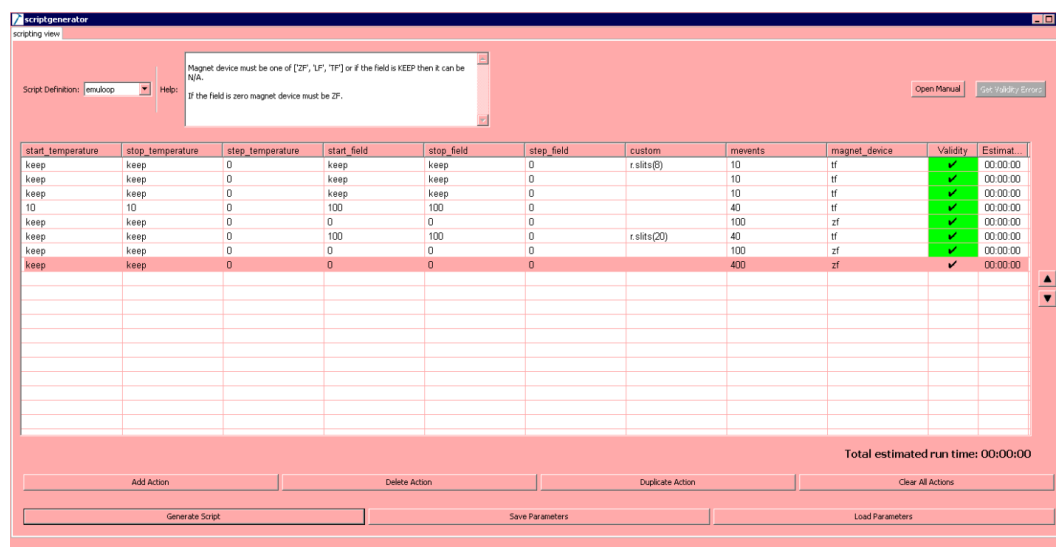 scriptgenerator
scripting view
Magnet device must be one of ['ZF', 'LF', 'TF'] or if the field is KEEP then it can be
N/A.
If the field is zero magnet device must be ZF.
Script Definition: emuloop Help: Open Manual Get Validity Errors
start_temperature stop_temperature step_temperature start_field stop_field step_field custom mevents magnet_device Validity Estimat...
keep keep 0 keep keep 0 r.slits(8) 10 tf ✔ 00:00:00
keep keep 0 keep keep 0 10 tf ✔ 00:00:00
keep keep 0 keep keep 0 10 tf ✔ 00:00:00
10 10 0 100 100 0 40 tf ✔ 00:00:00
keep keep 0 0 0 0 100 zf ✔ 00:00:00
keep keep 0 100 100 0 r.slits(20) 40 tf ✔ 00:00:00
keep keep 0 0 0 0 100 zf ✔ 00:00:00
keep keep 0 0 0 0 400 zf ✔ 00:00:00
Total estimated run time: 00:00:00
Add Action Delete Action Duplicate Action Clear All Actions
Generate Script Save Parameters Load Parameters